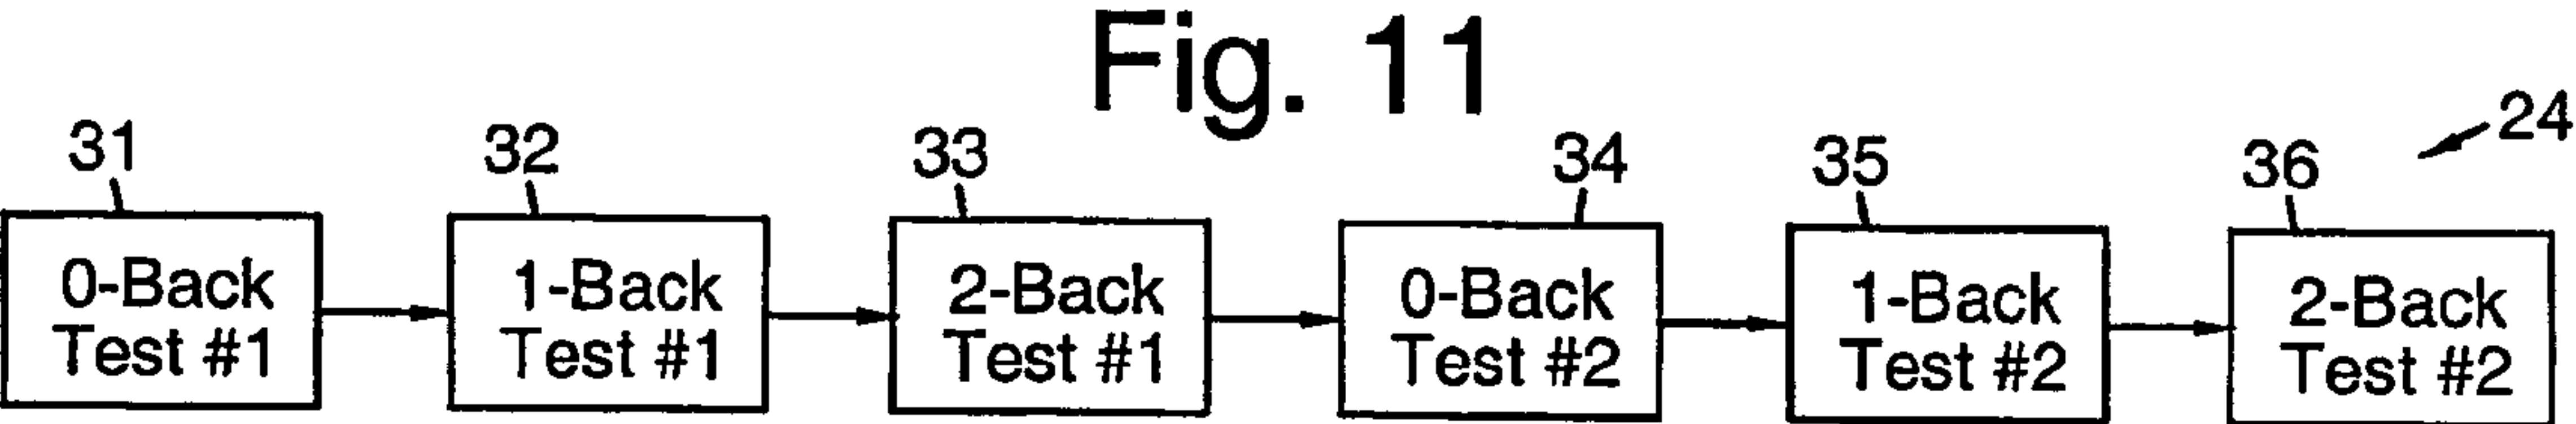 Fig. 11
31
32
33
34
35
36
24
0-Back
Test #1
1-Back
Test #1
2-Back
Test #1
0-Back
Test #2
1-Back
Test #2
2-Back
Test #2